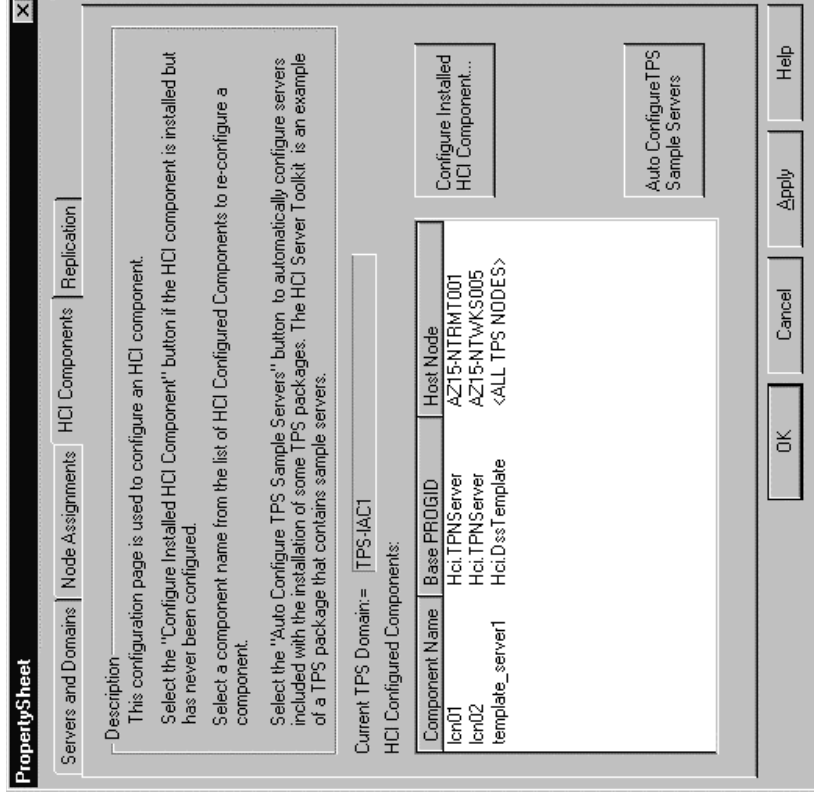 PropertySheet
Servers and Domains
Node Assignments
HCI Components
Replication
Description
This configuration page is used to configure an HCI component.
Select the "Configure Installed HCI Component" button if the HCI component is installed but
has never been configured.
Select a component name from the list of HCI Configured Components to re-configure a
component.
Select the "Auto Configure TPS Sample Servers" button to automatically configure servers
included with the installation of some TPS packages. The HCI Server Toolkit is an example
of a TPS package that contains sample servers.
Current TPS Domain:= TPS-IAC1
HCI Configured Components:
Component Name Base PROGID Host Node
lcn01 Hci.TPNServer AZ15-NTRMT001
lcn02 Hci.TPNServer AZ15-NTWKS005
template_server1 Hci.DssTemplate <ALL TPS NODES>
Configure Installed
HCI Component...
Auto ConfigureTPS
Sample Servers
OK
Cancel
Apply
Help